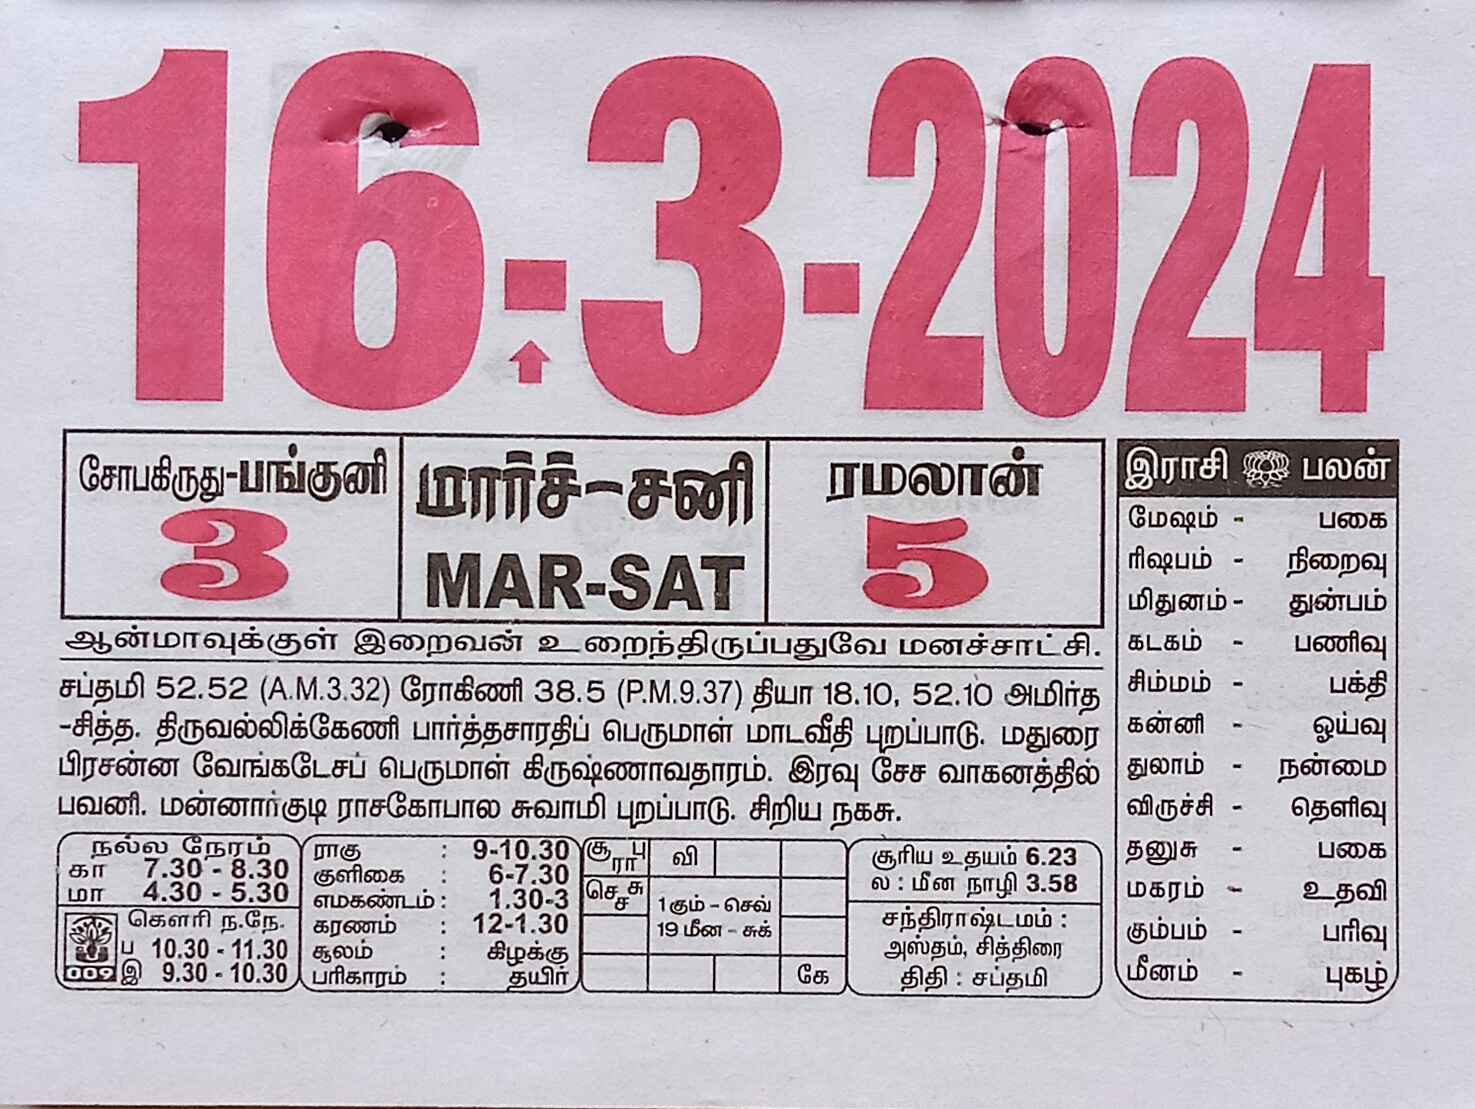 16-3-2024
சோபகிருது-பங்குனி
3
மார்ச்-சனி
MAR-SAT
ரமலான்
5
ஆன்மாவுக்குள் இறைவன் உறைந்திருப்பதுவே மனச்சாட்சி.
சப்தமி 52.52 (A.M.3.32) ரோகிணி 38.5 (P.M.9.37) தியா 18.10, 52.10 அமிர்த
-சித்த. திருவல்லிக்கேணி பார்த்தசாரதிப் பெருமாள் மாடவீதி புறப்பாடு. மதுரை
பிரசன்ன வேங்கடேசப் பெருமாள் கிருஷ்ணாவதாரம். இரவு சேச வாகனத்தில்
பவனி. மன்னார்குடி ராசகோபால சுவாமி புறப்பாடு. சிறிய நகசு.
நல்ல நேரம்
கா 7.30 - 8.30
மா 4.30 - 5.30
கௌரி ந.நே.
ப 10.30 - 11.30
இ 9.30 - 10.30
009
ராகு : 9-10.30
குளிகை : 6-7.30
எமகண்டம் : 1.30-3
கரணம் : 12-1.30
சூலம் : கிழக்கு
பரிகாரம் : தயிர்
சூ பு
ரா
வி
செ சு
ச
1 கும் - செவ்
19 மீன - சுக்
கே
சூரிய உதயம் 6.23
ல : மீன நாழி 3.58
சந்திராஷ்டமம் :
அஸ்தம், சித்திரை
திதி : சப்தமி
இராசி பலன்
மேஷம் - பகை
ரிஷபம் - நிறைவு
மிதுனம் - துன்பம்
கடகம் - பணிவு
சிம்மம் - பக்தி
கன்னி - ஓய்வு
துலாம் - நன்மை
விருச்சி - தெளிவு
தனுசு - பகை
மகரம் - உதவி
கும்பம் - பரிவு
மீனம் - புகழ்